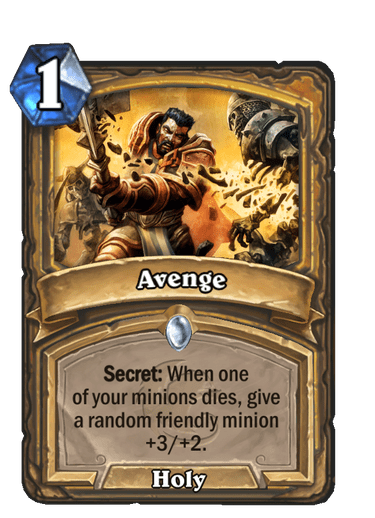 1
Avenge
Secret: When one
of your minions dies, give
a random friendly minion
+3/+2.
Holy